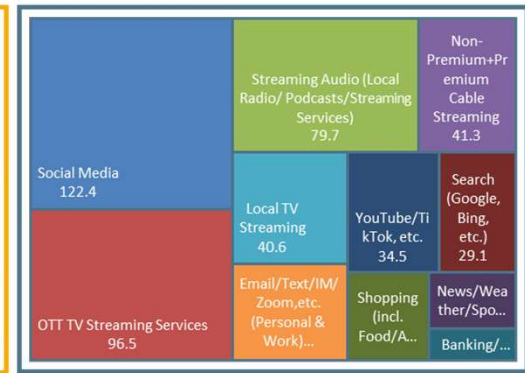 Social Media
122.4
OTT TV Streaming Services
96.5
Streaming Audio (Local
Radio/ Podcasts/Streaming
Services)
79.7
Non-
Premium+Pr
emium
Cable
Streaming
41.3
Local TV
Streaming
40.6
YouTube/Ti
kTok, etc.
34.5
Search
(Google,
Bing,
etc.)
29.1
Email/Text/IM/
Zoom,etc.
(Personal &
Work)...
Shopping
(incl.
Food/A...
News/Wea
ther/Spo...
Banking/...